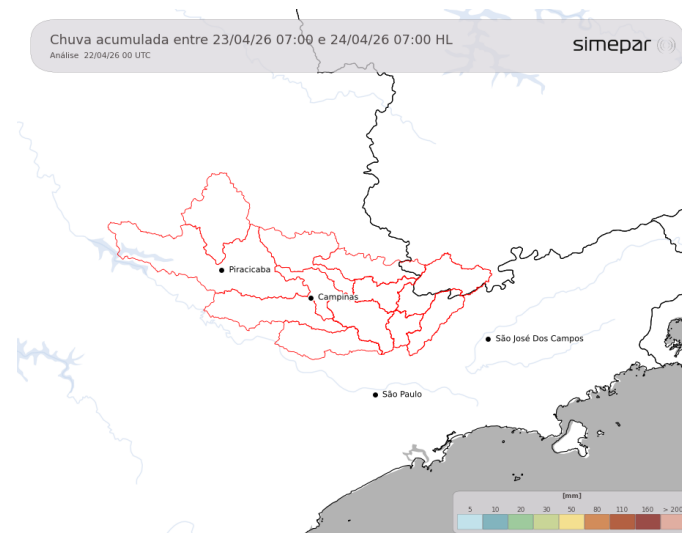 Chuva acumulada entre 23/04/26 07:00 e 24/04/26 07:00 HL
Análise 22/04/26 00 UTC
simepar
Piracicaba
Campinas
São José Dos Campos
São Paulo
[mm]
5 10 20 30 50 80 110 160 > 200